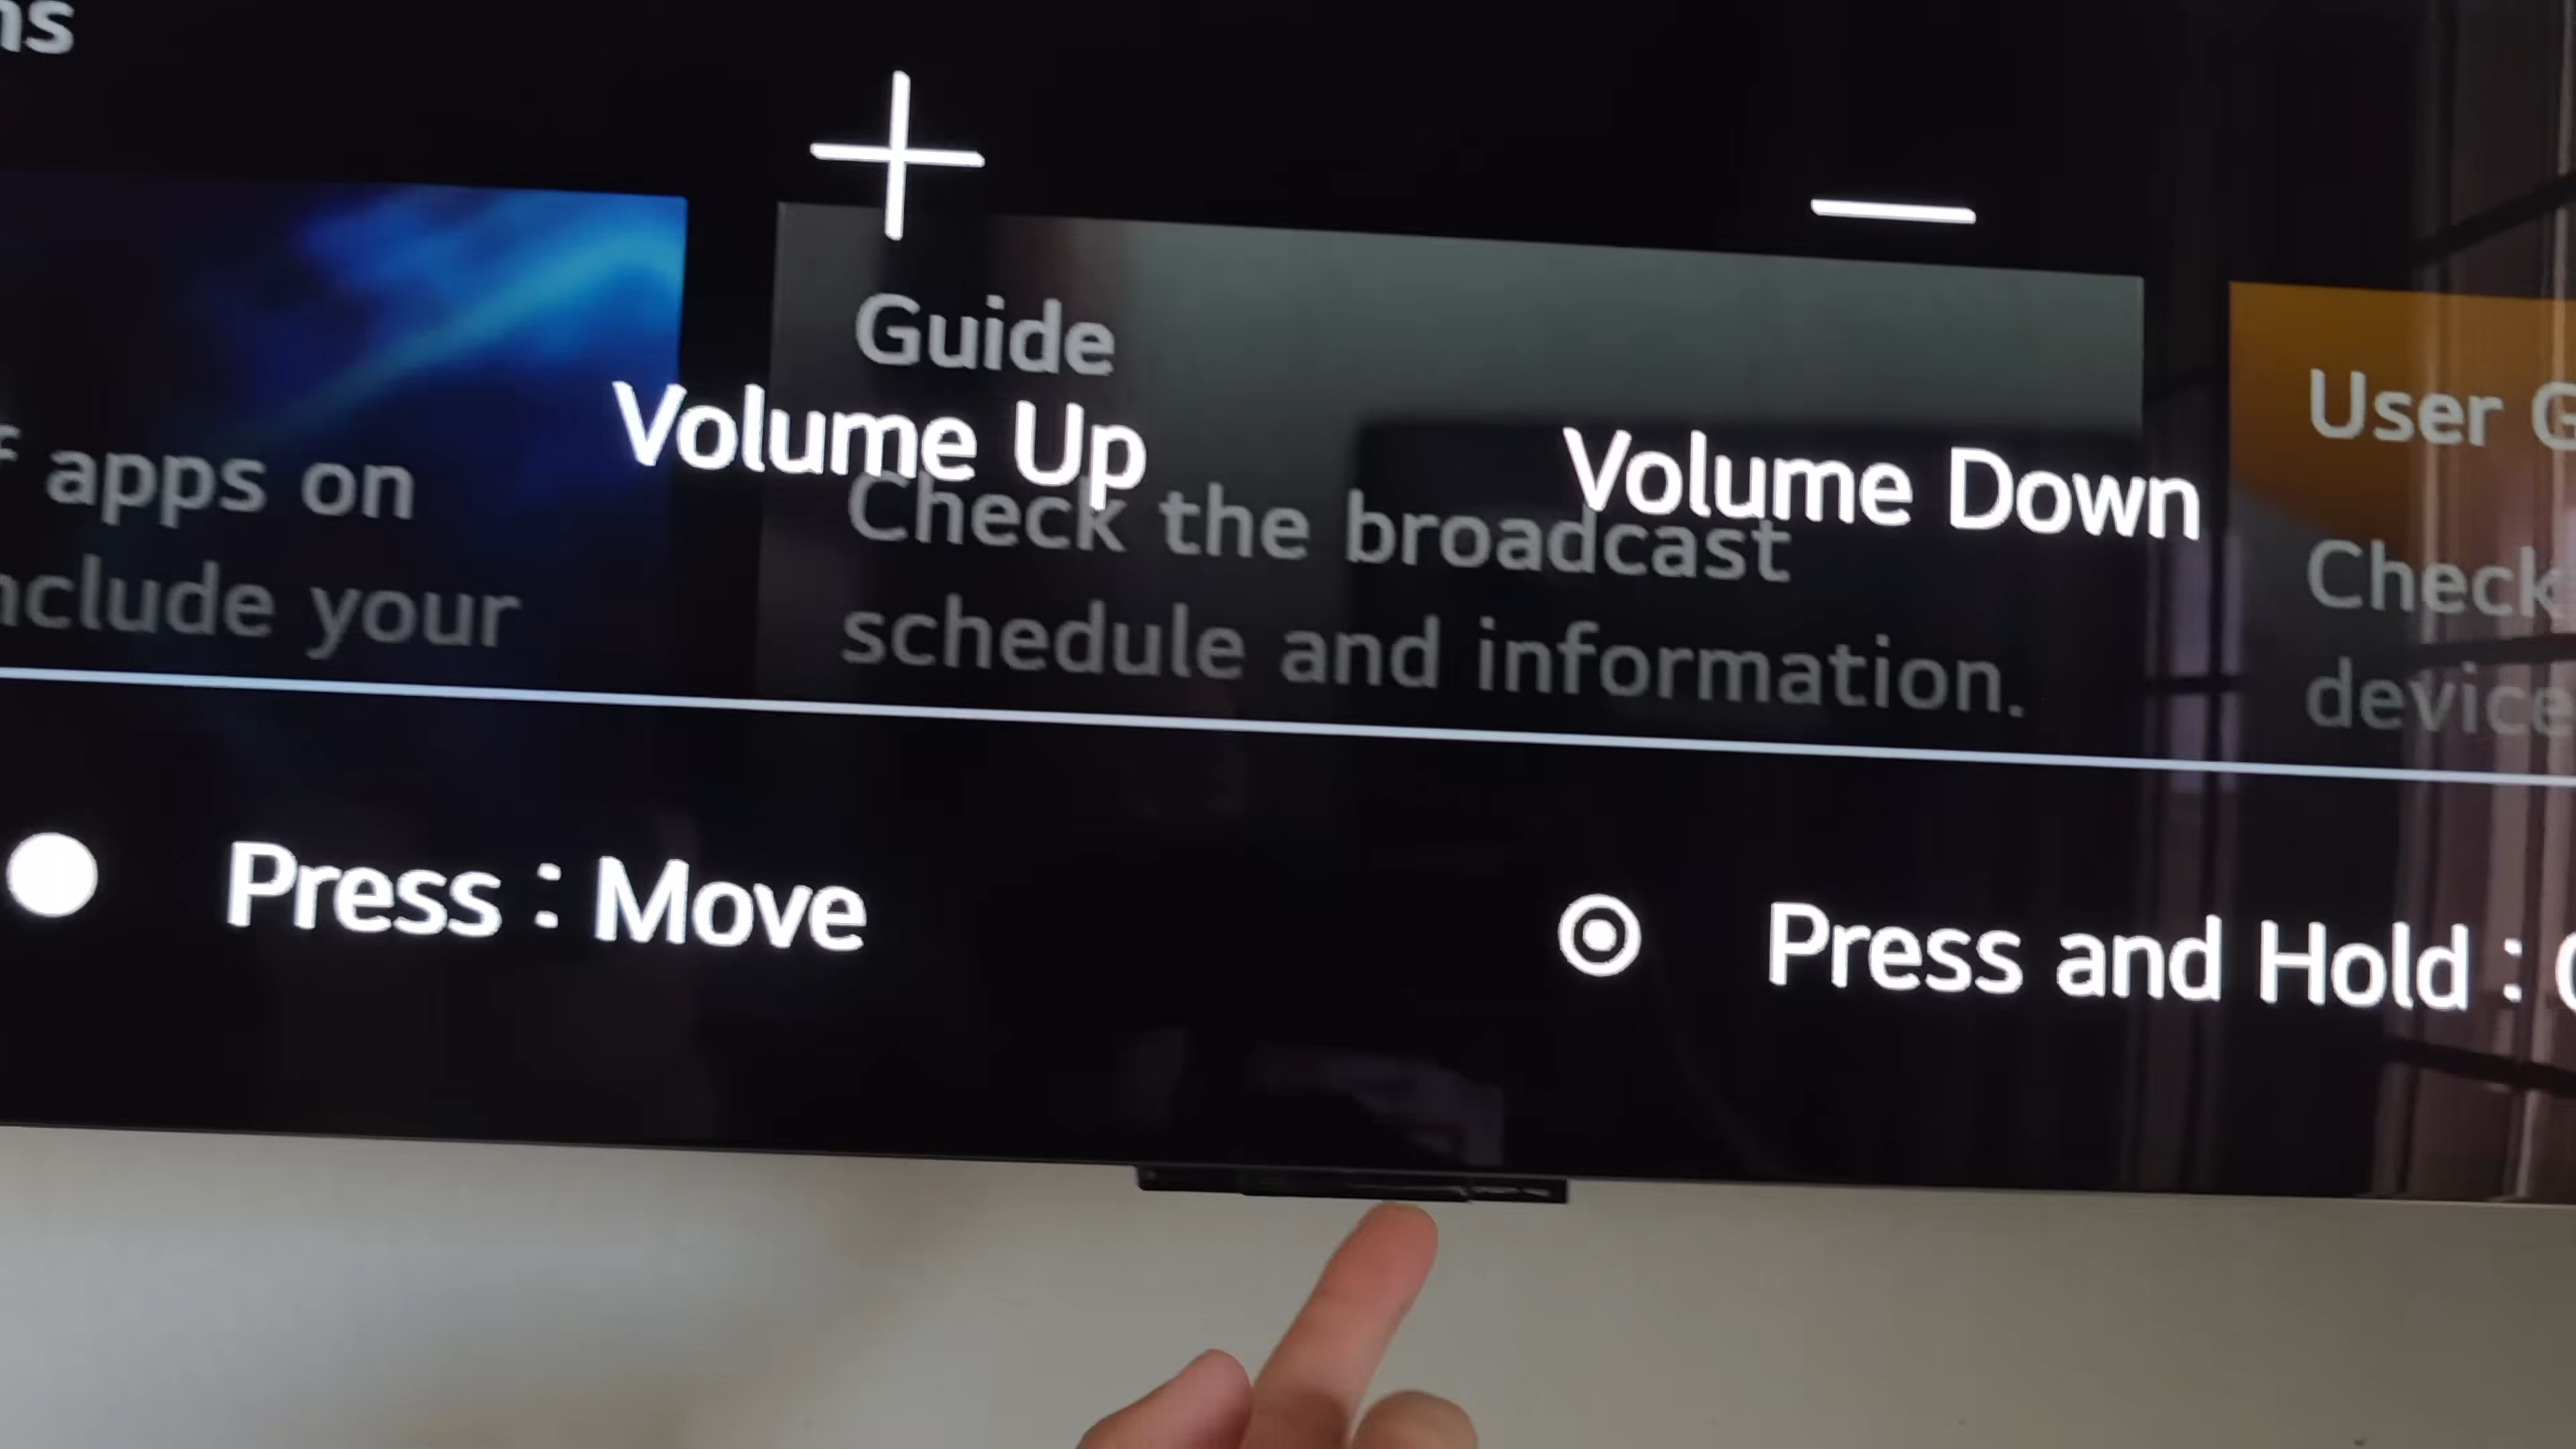 ns
Guide
Volume Up
Volume Down
User G
f apps on
Check the broadcast
Check
nclude your
schedule and information.
device
Press : Move
Press and Hold :